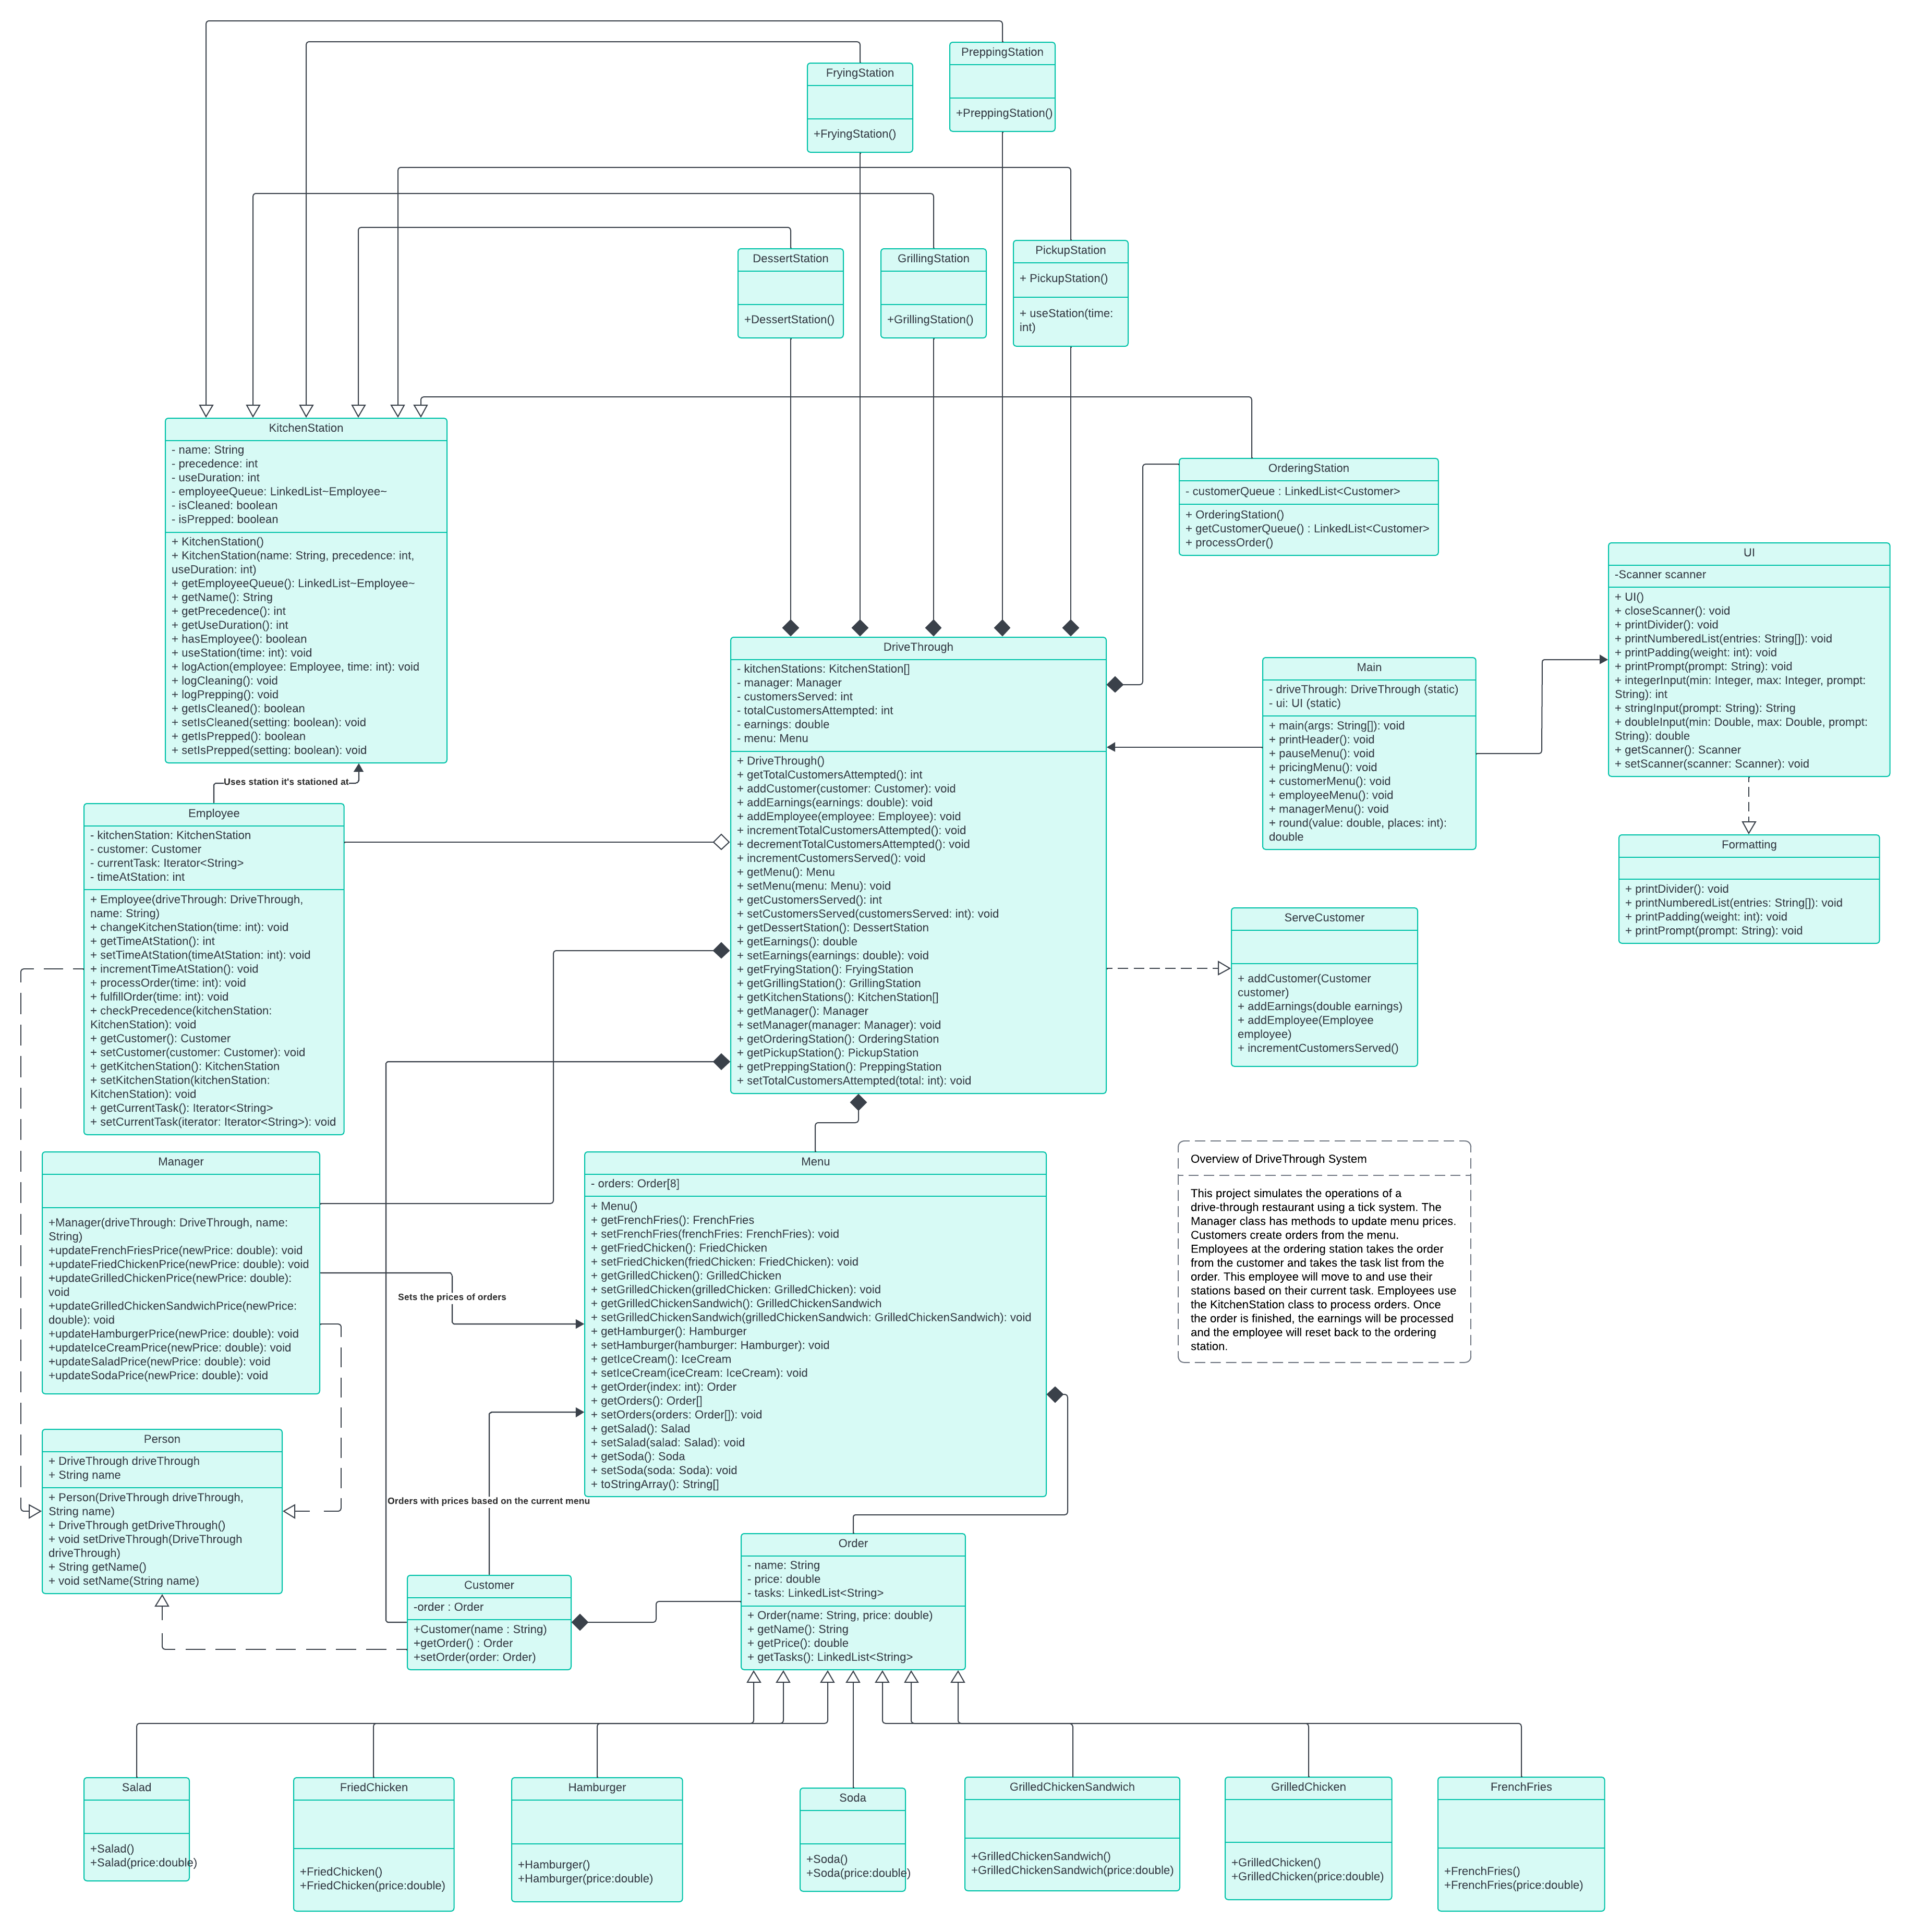 PreppingStation
+PreppingStation()
FryingStation
+FryingStation()
DessertStation
+DessertStation()
GrillingStation
+GrillingStation()
PickupStation
+ PickupStation()
+ useStation(time:
int)
KitchenStation
- name: String
- precedence: int
- useDuration: int
- employeeQueue: LinkedList~Employee~
- isCleaned: boolean
- isPrepped: boolean
+ KitchenStation()
+ KitchenStation(name: String, precedence: int,
useDuration: int)
+ getEmployeeQueue(): LinkedList~Employee~
+ getName(): String
+ getPrecedence(): int
+ getUseDuration(): int
+ hasEmployee(): boolean
+ useStation(time: int): void
+ logAction(employee: Employee, time: int): void
+ logCleaning(): void
+ logPrepping(): void
+ getIsCleaned(): boolean
+ setIsCleaned(setting: boolean): void
+ getIsPrepped(): boolean
+ setIsPrepped(setting: boolean): void
OrderingStation
- customerQueue : LinkedList<Customer>
+ OrderingStation()
+ getCustomerQueue() : LinkedList<Customer>
+ processOrder()
UI
-Scanner scanner
+ UI()
+ closeScanner(): void
+ printDivider(): void
+ printNumberedList(entries: String[]): void
+ printPadding(weight: int): void
+ printPrompt(prompt: String): void
+ integerInput(min: Integer, max: Integer, prompt:
String): int
+ stringInput(prompt: String): String
+ doubleInput(min: Double, max: Double, prompt:
String): double
+ getScanner(): Scanner
+ setScanner(scanner: Scanner): void
DriveThrough
- kitchenStations: KitchenStation[]
- manager: Manager
- customersServed: int
- totalCustomersAttempted: int
- earnings: double
- menu: Menu
+ DriveThrough()
+ getTotalCustomersAttempted(): int
+ addCustomer(customer: Customer): void
+ addEarnings(earnings: double): void
+ addEmployee(employee: Employee): void
+ incrementTotalCustomersAttempted(): void
+ decrementTotalCustomersAttempted(): void
+ incrementCustomersServed(): void
+ getMenu(): Menu
+ setMenu(menu: Menu): void
+ getCustomersServed(): int
+ setCustomersServed(customersServed: int): void
+ getDessertStation(): DessertStation
+ getEarnings(): double
+ setEarnings(earnings: double): void
+ getFryingStation(): FryingStation
+ getGrillingStation(): GrillingStation
+ getKitchenStations(): KitchenStation[]
+ getManager(): Manager
+ setManager(manager: Manager): void
+ getOrderingStation(): OrderingStation
+ getPickupStation(): PickupStation
+ getPreppingStation(): PreppingStation
+ setTotalCustomersAttempted(total: int): void
Main
- driveThrough: DriveThrough (static)
- ui: UI (static)
+ main(args: String[]): void
+ printHeader(): void
+ pauseMenu(): void
+ pricingMenu(): void
+ customerMenu(): void
+ employeeMenu(): void
+ managerMenu(): void
+ round(value: double, places: int):
double
Uses station it's stationed at
Employee
- kitchenStation: KitchenStation
- customer: Customer
- currentTask: Iterator<String>
- timeAtStation: int
+ Employee(driveThrough: DriveThrough,
name: String)
+ changeKitchenStation(time: int): void
+ getTimeAtStation(): int
+ setTimeAtStation(timeAtStation: int): void
+ incrementTimeAtStation(): void
+ processOrder(time: int): void
+ fulfillOrder(time: int): void
+ checkPrecedence(kitchenStation:
KitchenStation): void
+ getCustomer(): Customer
+ setCustomer(customer: Customer): void
+ getKitchenStation(): KitchenStation
+ setKitchenStation(kitchenStation:
KitchenStation): void
+ getCurrentTask(): Iterator<String>
+ setCurrentTask(iterator: Iterator<String>): void
Formatting
+ printDivider(): void
+ printNumberedList(entries: String[]): void
+ printPadding(weight: int): void
+ printPrompt(prompt: String): void
ServeCustomer
+ addCustomer(Customer
customer)
+ addEarnings(double earnings)
+ addEmployee(Employee
employee)
+ incrementCustomersServed()
Manager
+Manager(driveThrough: DriveThrough, name:
String)
+updateFrenchFriesPrice(newPrice: double): void
+updateFriedChickenPrice(newPrice: double): void
+updateGrilledChickenPrice(newPrice: double):
void
+updateGrilledChickenSandwichPrice(newPrice:
double): void
+updateHamburgerPrice(newPrice: double): void
+updateIceCreamPrice(newPrice: double): void
+updateSaladPrice(newPrice: double): void
+updateSodaPrice(newPrice: double): void
Sets the prices of orders
Menu
- orders: Order[8]
+ Menu()
+ getFrenchFries(): FrenchFries
+ setFrenchFries(frenchFries: FrenchFries): void
+ getFriedChicken(): FriedChicken
+ setFriedChicken(friedChicken: FriedChicken): void
+ getGrilledChicken(): GrilledChicken
+ setGrilledChicken(grilledChicken: GrilledChicken): void
+ getGrilledChickenSandwich(): GrilledChickenSandwich
+ setGrilledChickenSandwich(grilledChickenSandwich: GrilledChickenSandwich): void
+ getHamburger(): Hamburger
+ setHamburger(hamburger: Hamburger): void
+ getIceCream(): IceCream
+ setIceCream(iceCream: IceCream): void
+ getOrder(index: int): Order
+ getOrders(): Order[]
+ setOrders(orders: Order[]): void
+ getSalad(): Salad
+ setSalad(salad: Salad): void
+ getSoda(): Soda
+ setSoda(soda: Soda): void
+ toStringArray(): String[]
Overview of DriveThrough System
This project simulates the operations of a
drive-through restaurant using a tick system. The
Manager class has methods to update menu prices.
Customers create orders from the menu.
Employees at the ordering station takes the order
from the customer and takes the task list from the
order. This employee will move to and use their
stations based on their current task. Employees use
the KitchenStation class to process orders. Once
the order is finished, the earnings will be processed
and the employee will reset back to the ordering
station.
Person
+ DriveThrough driveThrough
+ String name
+ Person(DriveThrough driveThrough,
String name)
+ DriveThrough getDriveThrough()
+ void setDriveThrough(DriveThrough
driveThrough)
+ String getName()
+ void setName(String name)
Orders with prices based on the current menu
Customer
-order : Order
+Customer(name : String)
+getOrder() : Order
+setOrder(order: Order)
Order
- name: String
- price: double
- tasks: LinkedList<String>
+ Order(name: String, price: double)
+ getName(): String
+ getPrice(): double
+ getTasks(): LinkedList<String>
Salad
+Salad()
+Salad(price:double)
FriedChicken
+FriedChicken()
+FriedChicken(price:double)
Hamburger
+Hamburger()
+Hamburger(price:double)
Soda
+Soda()
+Soda(price:double)
GrilledChickenSandwich
+GrilledChickenSandwich()
+GrilledChickenSandwich(price:double)
GrilledChicken
+GrilledChicken()
+GrilledChicken(price:double)
FrenchFries
+FrenchFries()
+FrenchFries(price:double)